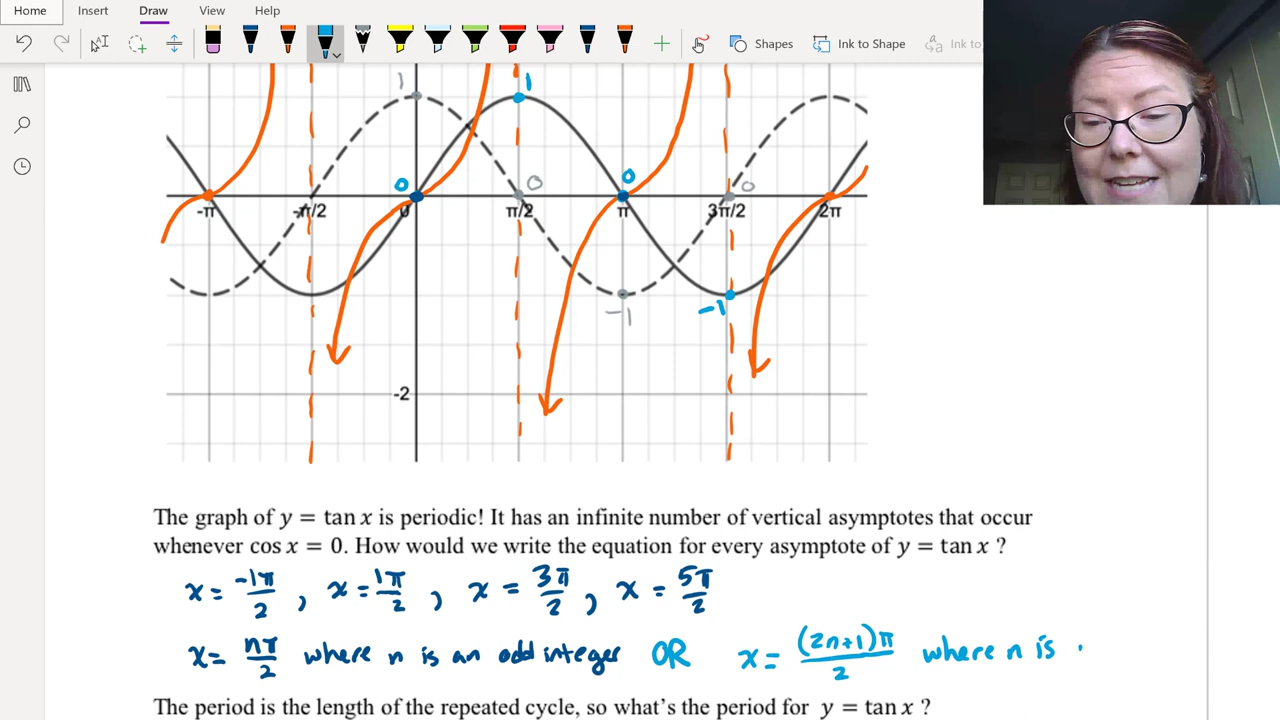 Home Insert Draw View Help
Shapes Ink to Shape Ink to
1 1
0 0 0 0
-π -π/2 0 π/2 π 3π/2 2π
-1 -1
-2
The graph of y = tan x is periodic! It has an infinite number of vertical asymptotes that occur
whenever cos x = 0. How would we write the equation for every asymptote of y = tan x ?
x = -1π/2 , x = 1π/2 , x = 3π/2 , x = 5π/2
x = nπ/2 where n is an odd integer OR x = (2n+1)π/2 where n is
The period is the length of the repeated cycle, so what's the period for y = tan x ?